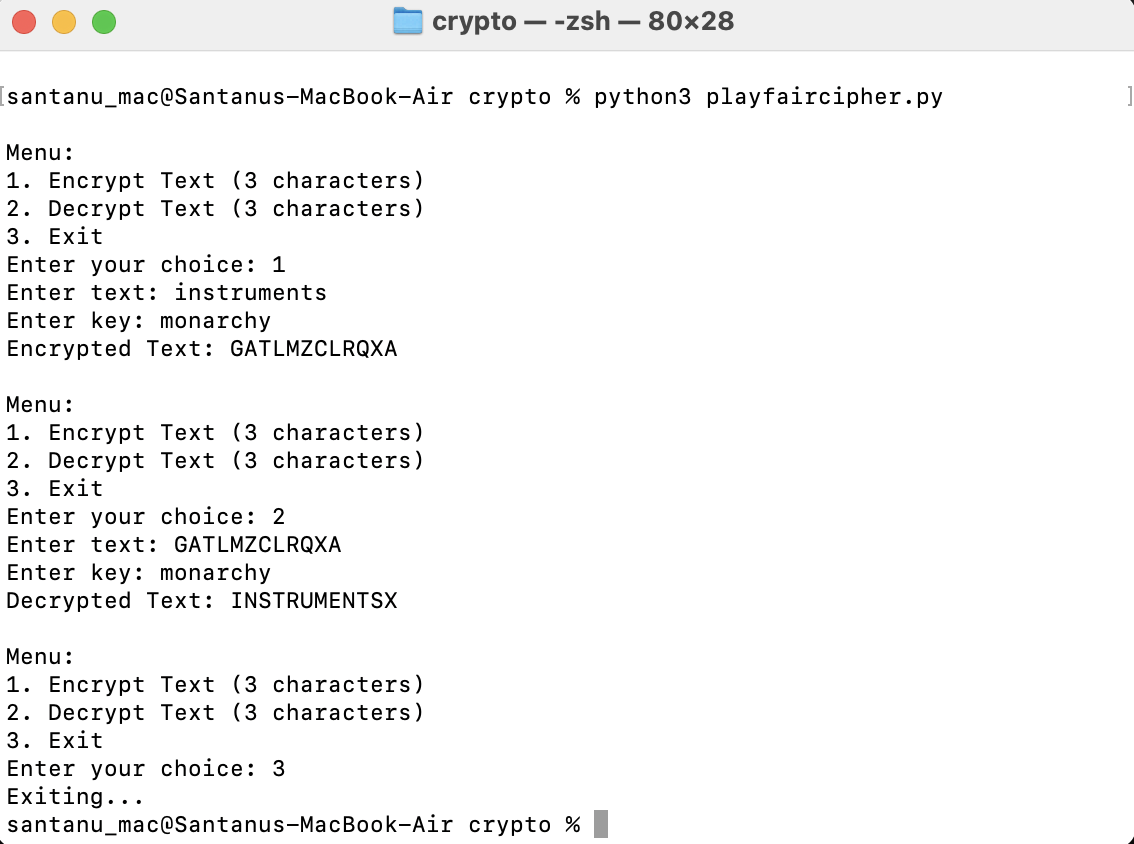 crypto — -zsh — 80×28
santanu_mac@Santanus-MacBook-Air crypto % python3 playfaircipher.py
Menu:
1. Encrypt Text (3 characters)
2. Decrypt Text (3 characters)
3. Exit
Enter your choice: 1
Enter text: instruments
Enter key: monarchy
Encrypted Text: GATLMZCLRQXA
Menu:
1. Encrypt Text (3 characters)
2. Decrypt Text (3 characters)
3. Exit
Enter your choice: 2
Enter text: GATLMZCLRQXA
Enter key: monarchy
Decrypted Text: INSTRUMENTSX
Menu:
1. Encrypt Text (3 characters)
2. Decrypt Text (3 characters)
3. Exit
Enter your choice: 3
Exiting...
santanu_mac@Santanus-MacBook-Air crypto %